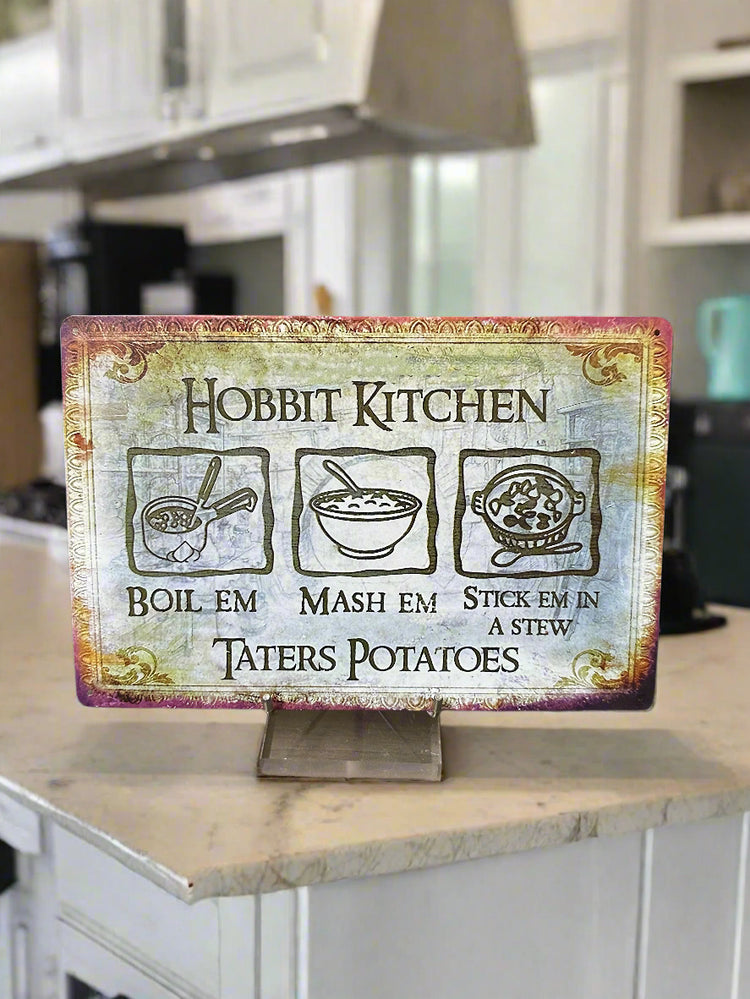 Hobbit Kitchen
Boil em
Mash em
Stick em in
a stew
Taters Potatoes